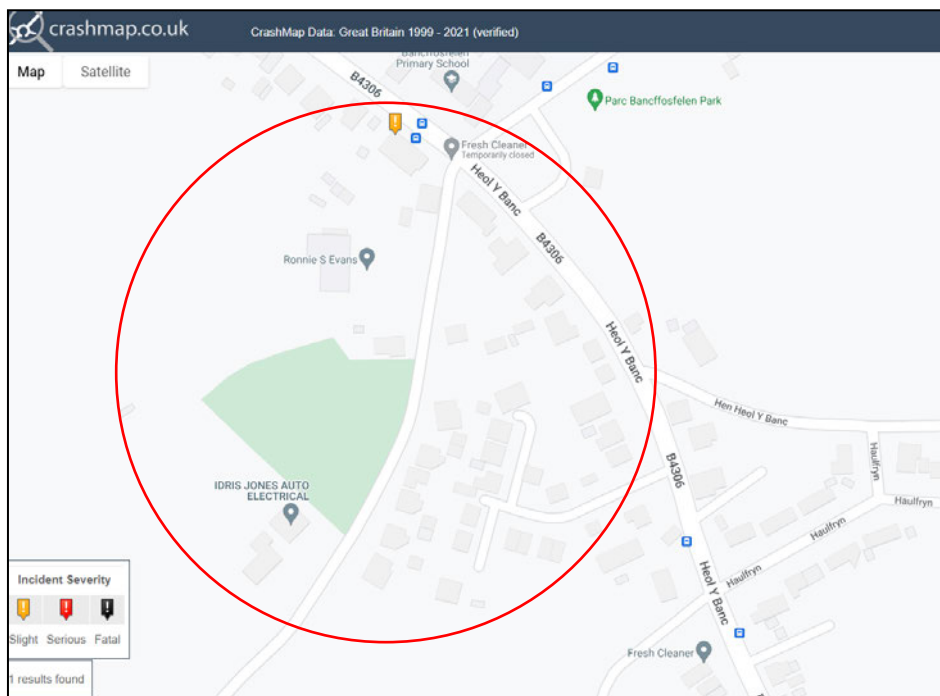 crashmap.co.uk
CrashMap Data: Great Britain 1999 - 2021 (verified)
Map
Satellite
Bancffosfelen
Primary School
B4306
Parc Bancffosfelen Park
Fresh Cleaner
Temporarily closed
Heol Y Banc
B4306
Ronnie S Evans
Heol Y Banc
Hen Heol Y Banc
Haulfryn
B4306
IDRIS JONES AUTO
ELECTRICAL
Haulfryn
Haulfryn
Haulfryn
Heol Y Banc
Incident Severity
Slight
Serious
Fatal
Fresh Cleaner
1 results found